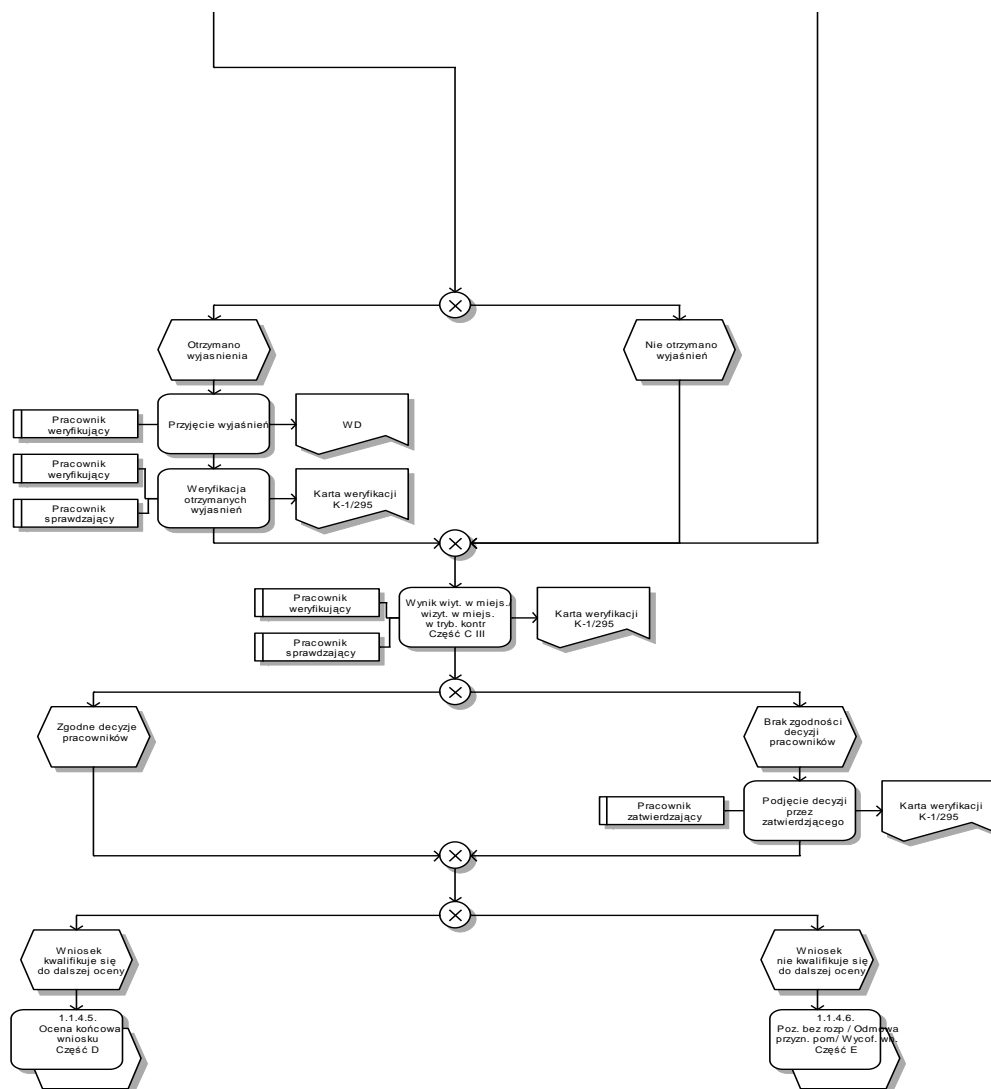 Otrzymano
wyjasnienia
Nie otrzymano
wyjaśnień
Pracownik
weryfikujący
Przyjęcie wyjaśnień
WD
Pracownik
weryfikujący
Pracownik
sprawdzający
Weryfikacja
otrzymanych
wyjasnień
Karta weryfikacji
K-1/295
Pracownik
weryfikujący
Pracownik
sprawdzający
Wynik wiyt. w miejs./
wizyt. w miejs.
w tryb. kontr
Część C III
Karta weryfikacji
K-1/295
Zgodne decyzje
pracowników
Brak zgodności
decyzji
pracowników
Pracownik
zatwierdzający
Podjęcie decyzji
przez
zatwierdzjącego
Karta weryfikacji
K-1/295
Wniosek
kwalifikuje się
do dalszej oceny
Wniosek
nie kwalifikuje się
do dalszej oceny
1.1.4.5.
Ocena końcowa
wniosku
Część D
1.1.4.6.
Poz. bez rozp / Odmowa
przyzn. pom/ Wycof. wn.
Część E